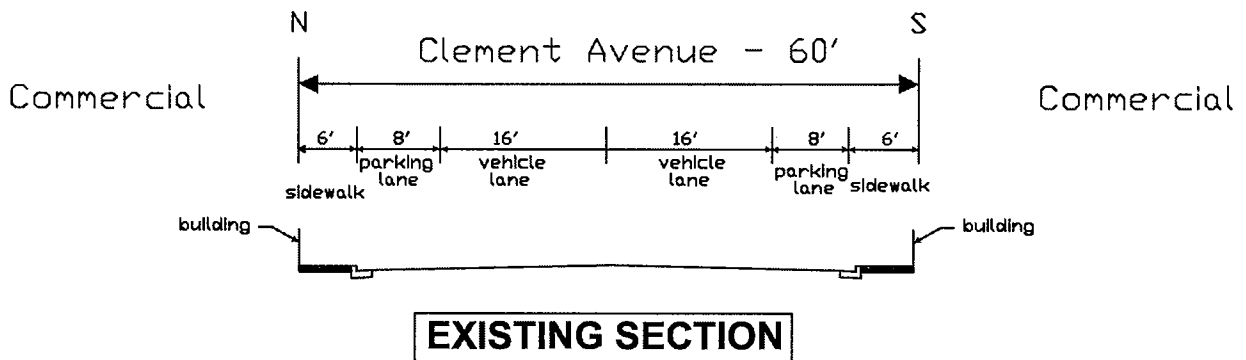 N S
Clement Avenue - 60'
Commercial Commercial
6' 8' 16' 16' 8' 6'
parking lane vehicle lane vehicle lane parking lane
sidewalk sidewalk
building building
EXISTING SECTION